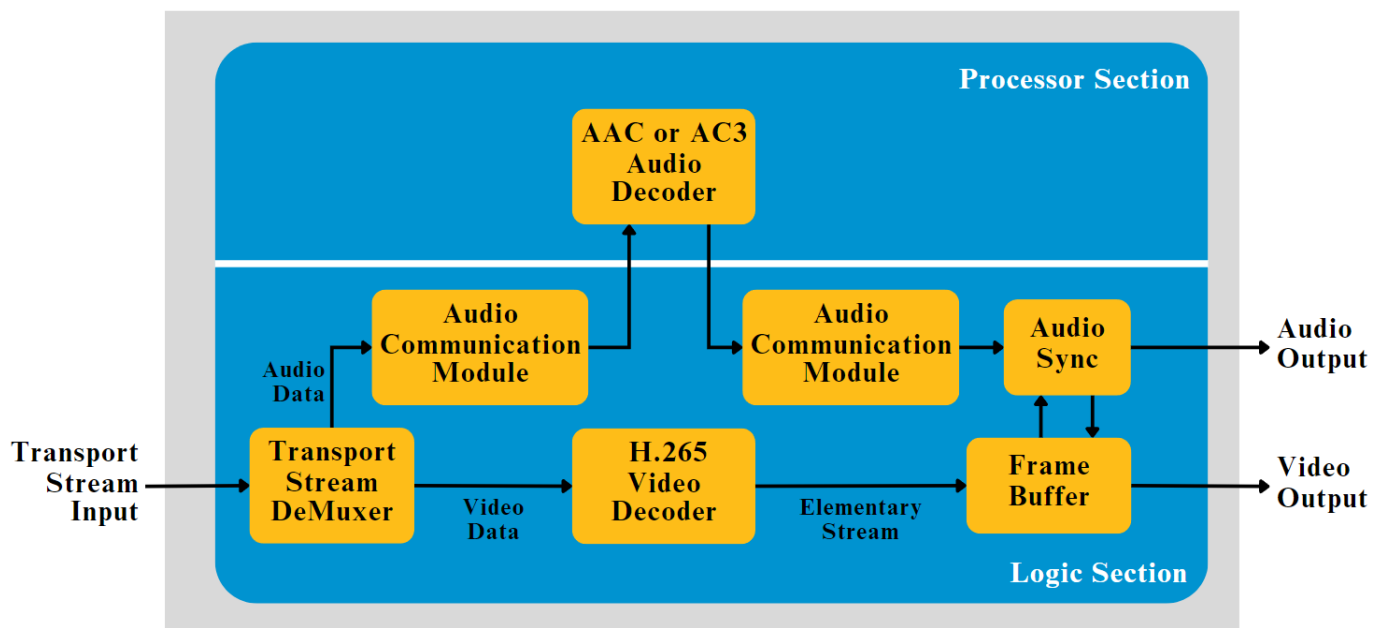 Processor Section
AAC or AC3
Audio
Decoder
Audio
Communication
Module
Audio
Communication
Module
Audio
Sync
Audio
Output
Audio
Data
Transport
Stream
Input
Transport
Stream
DeMuxer
Video
Data
H.265
Video
Decoder
Elementary
Stream
Frame
Buffer
Video
Output
Logic Section